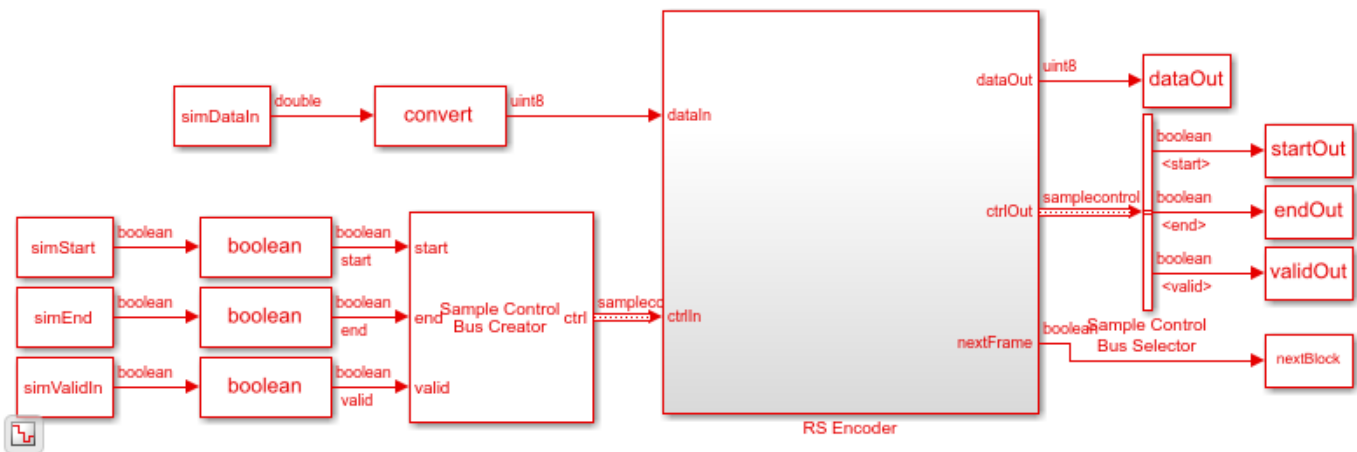 simDataIn
double
convert
uint8
dataIn
dataOut
uint8
dataOut
simStart
boolean
boolean
boolean
start
start
simEnd
boolean
boolean
boolean
end
end
simValidIn
boolean
boolean
boolean
valid
valid
Sample Control
Bus Creator
ctrl
sampleco
ctrlIn
ctrlOut
samplecontrol
boolean
<start>
startOut
boolean
<end>
endOut
boolean
<valid>
validOut
Sample Control
Bus Selector
nextFrame
boolean
nextBlock
RS Encoder